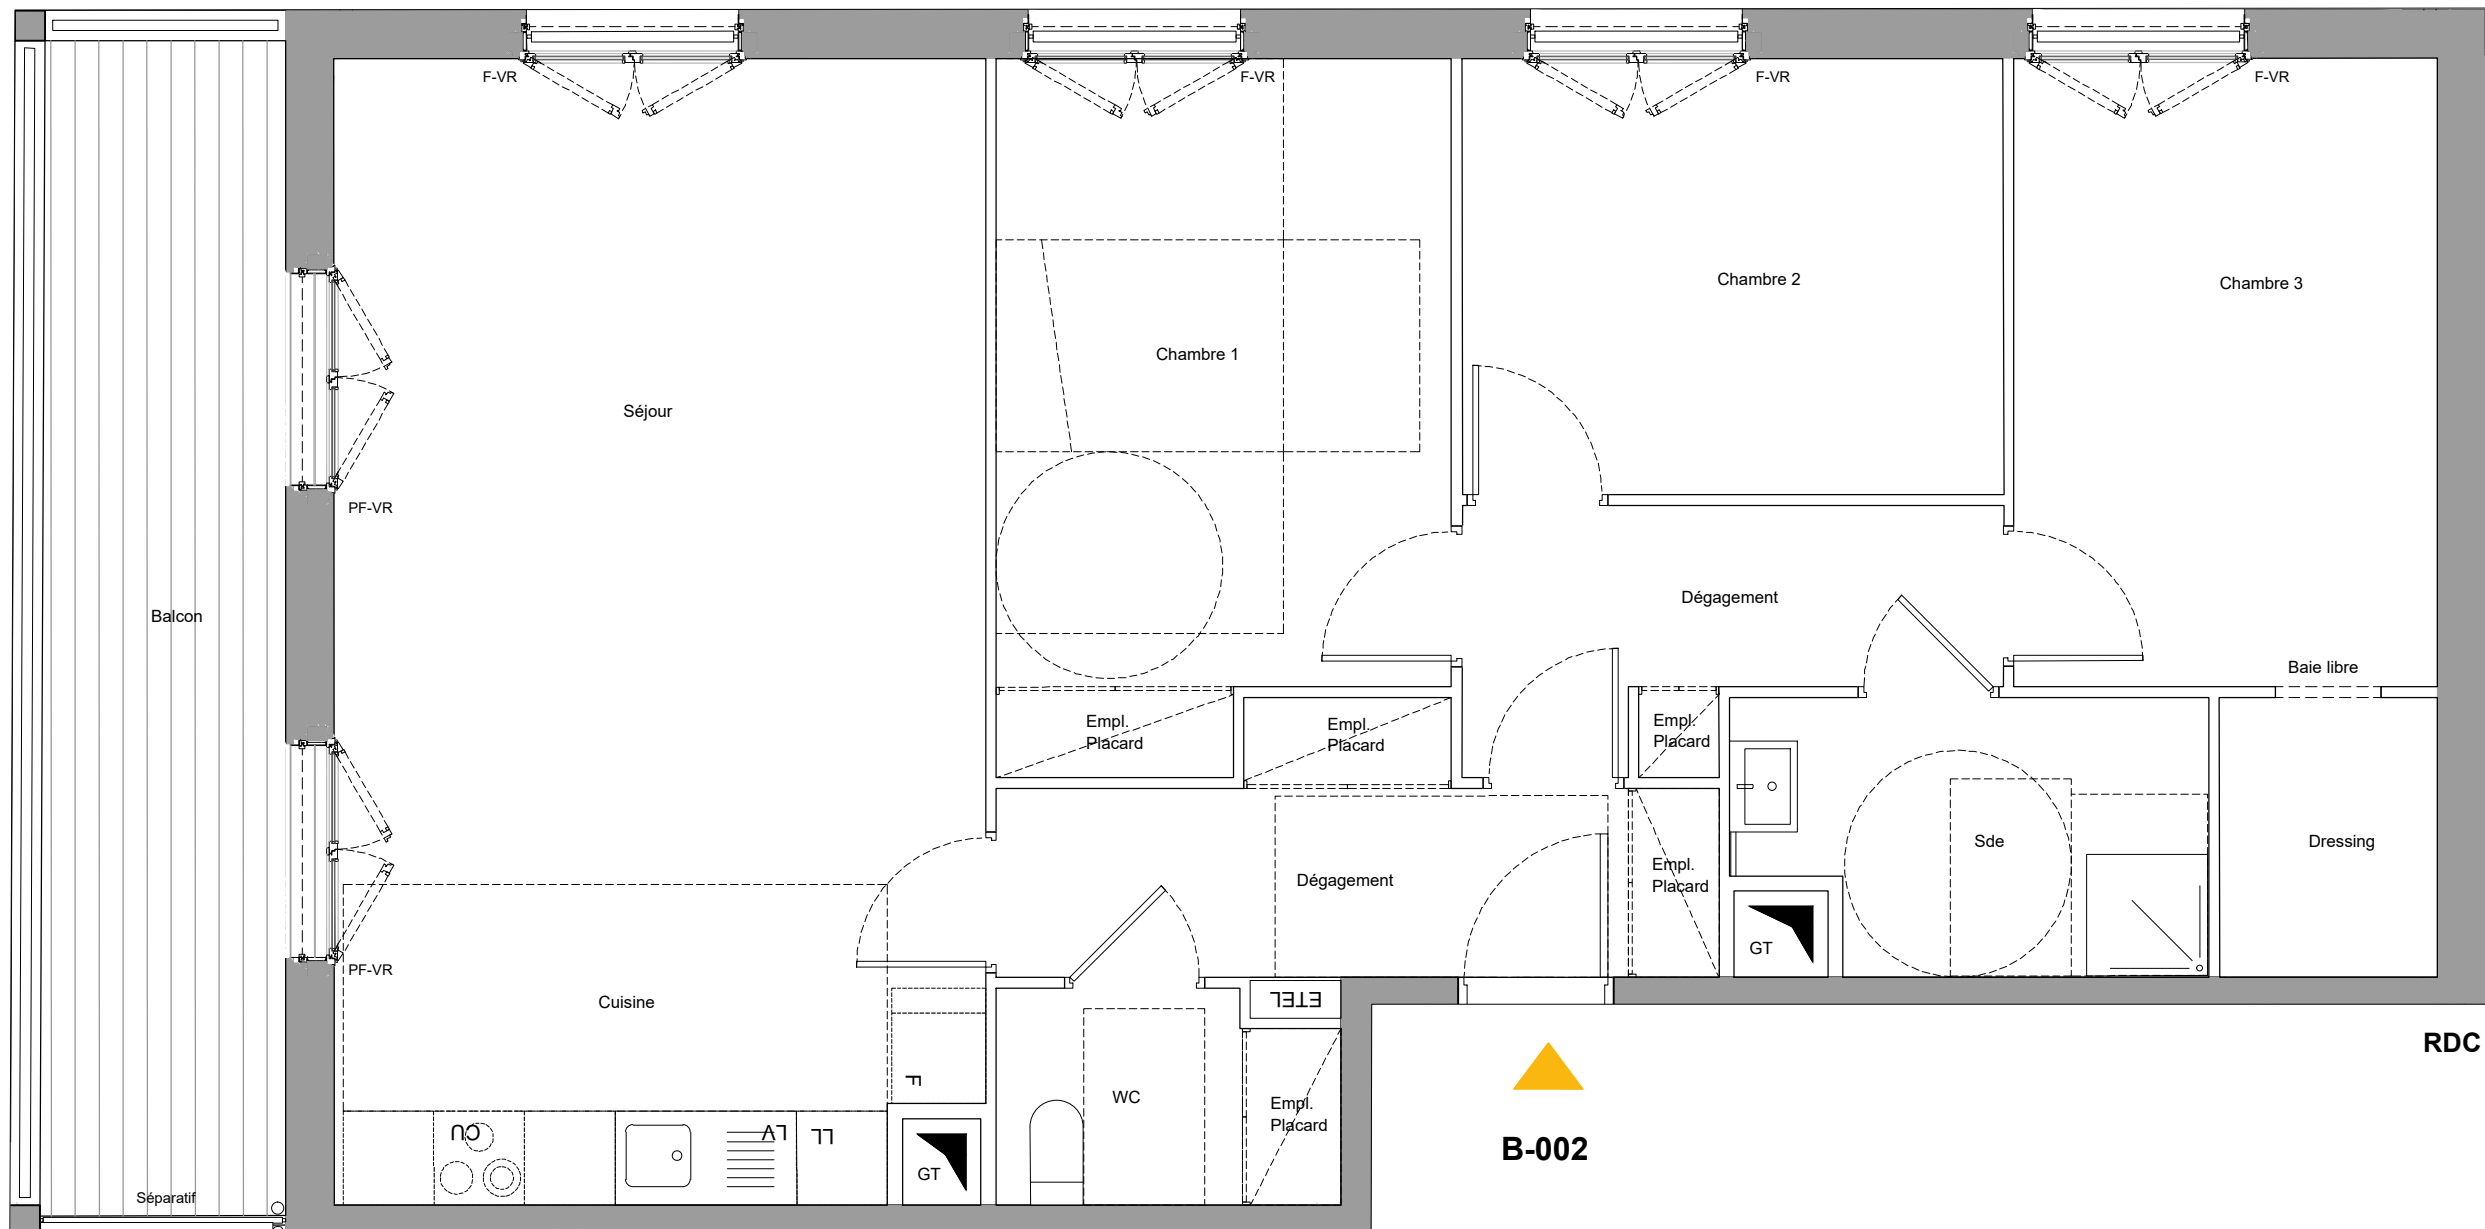 F-VR
F-VR
F-VR
F-VR
Chambre 2
Chambre 3
Chambre 1
Séjour
PF-VR
Balcon
Dégagement
Baie libre
Empl.
Placard
Empl.
Placard
Empl.
Placard
Sde
Dressing
Empl.
Placard
Dégagement
GT
PF-VR
Cuisine
ETEL
RDC
F
WC
Empl.
Placard
CU
LV
LL
B-002
GT
Séparatif